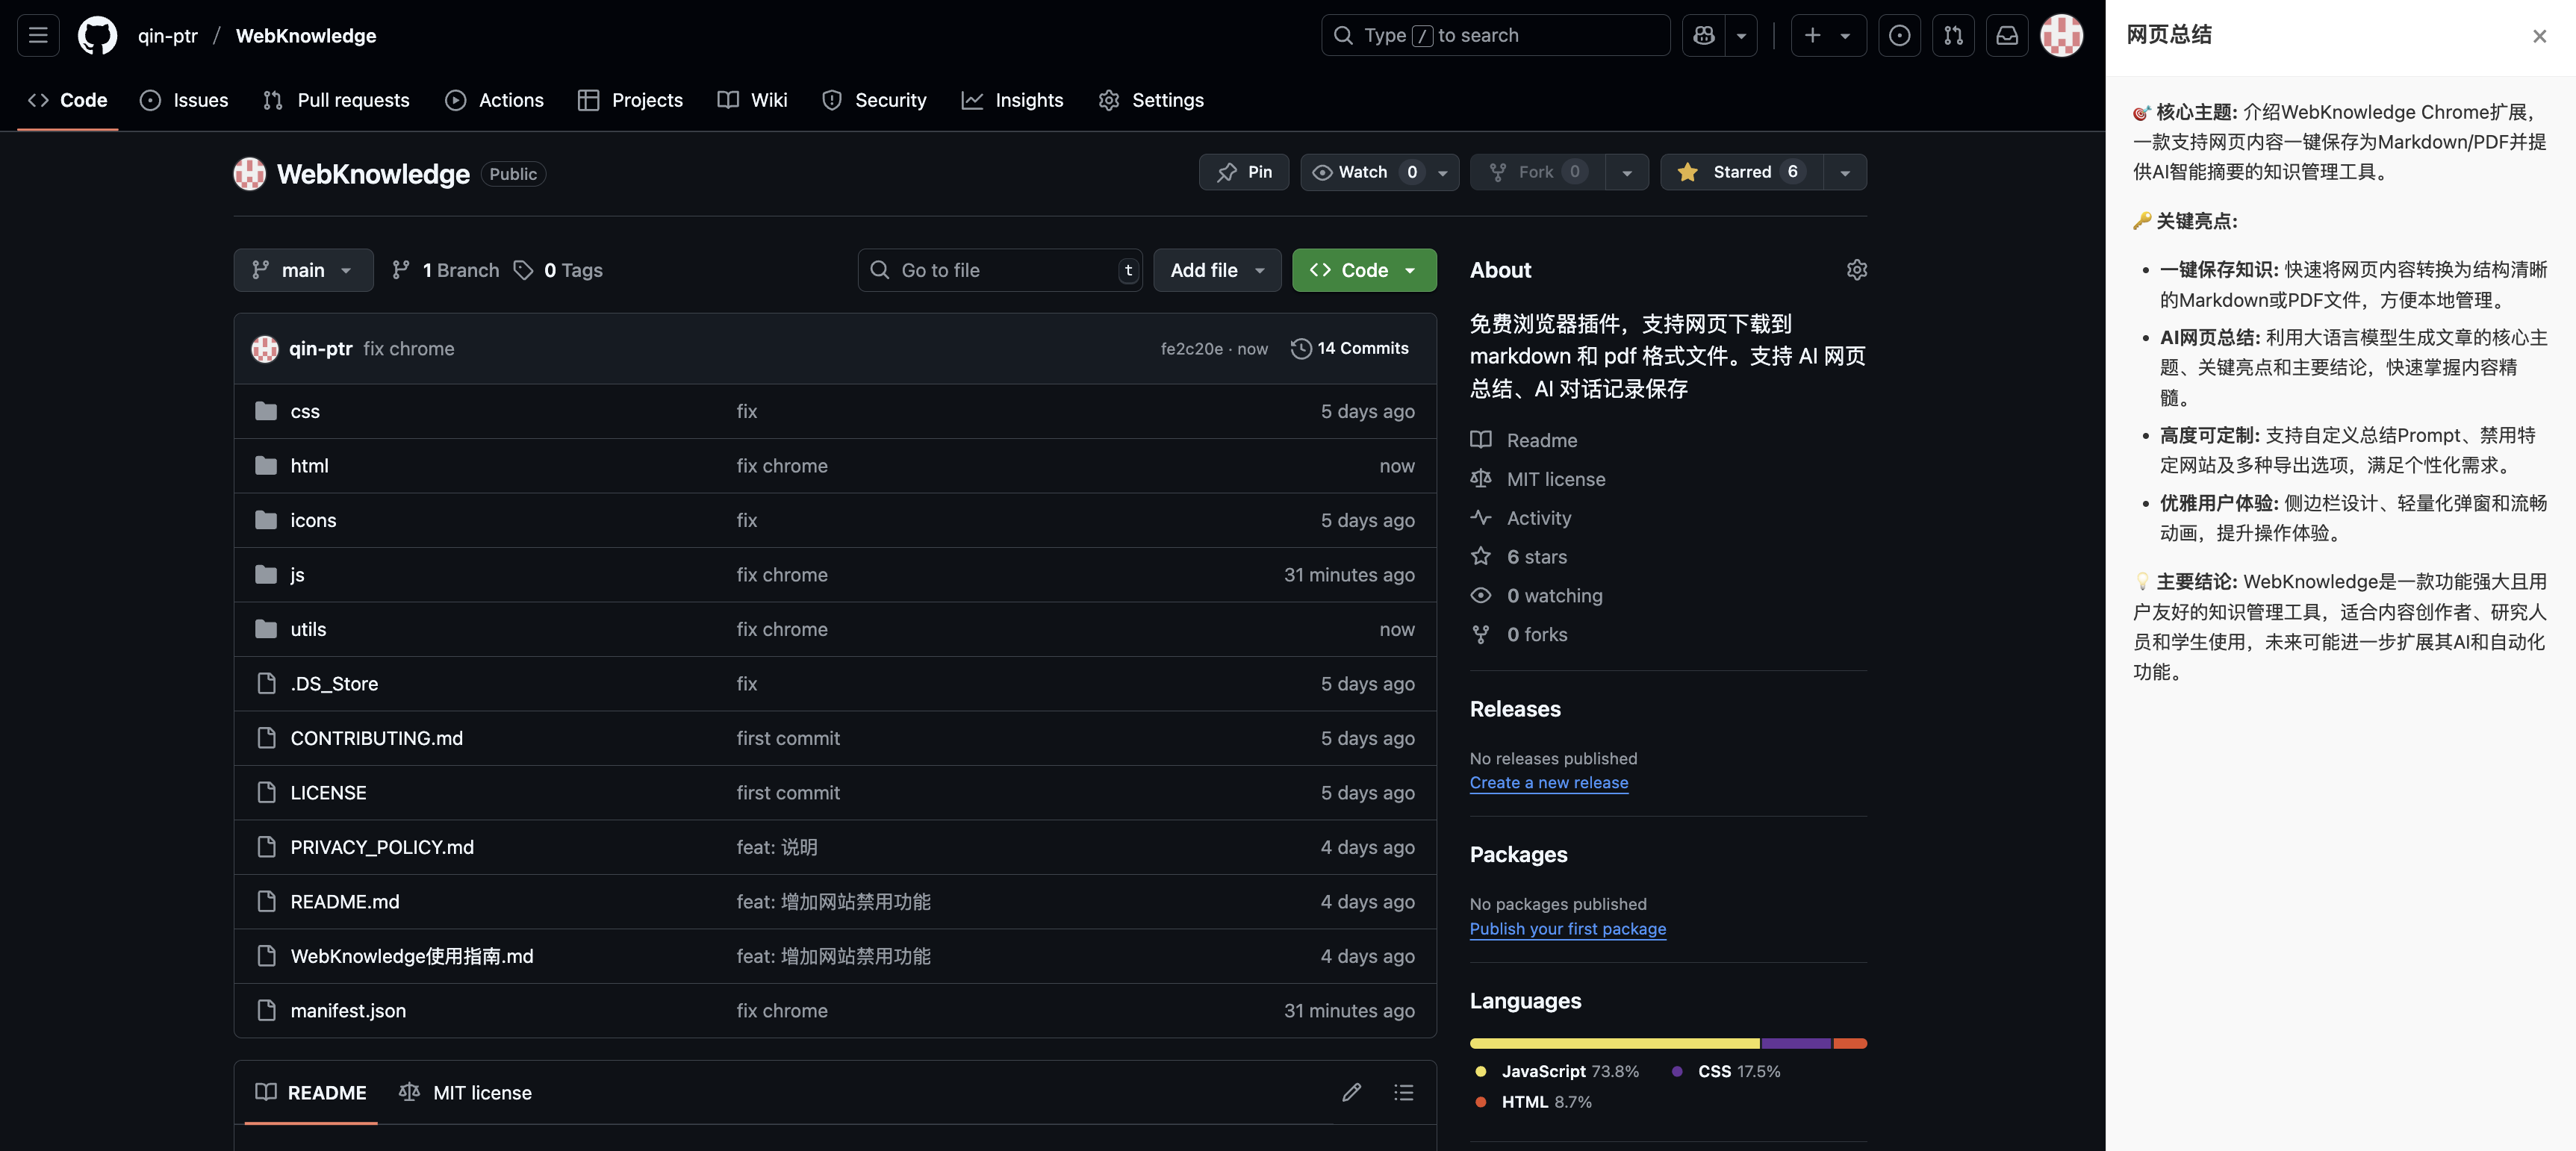 qin-ptr / WebKnowledge
Type / to search
Code Issues Pull requests Actions Projects Wiki Security Insights Settings
WebKnowledge Public
Pin Watch 0 Fork 0 Starred 6
main 1 Branch 0 Tags
Go to file t Add file Code
qin-ptr fix chrome fe2c20e · now 14 Commits
css fix 5 days ago
html fix chrome now
icons fix 5 days ago
js fix chrome 31 minutes ago
utils fix chrome now
.DS_Store fix 5 days ago
CONTRIBUTING.md first commit 5 days ago
LICENSE first commit 5 days ago
PRIVACY_POLICY.md feat: 说明 4 days ago
README.md feat: 增加网站禁用功能 4 days ago
WebKnowledge使用指南.md feat: 增加网站禁用功能 4 days ago
manifest.json fix chrome 31 minutes ago
README MIT license
About
免费浏览器插件，支持网页下载到
markdown 和 pdf 格式文件。支持 AI 网页
总结、AI 对话记录保存
Readme
MIT license
Activity
6 stars
0 watching
0 forks
Releases
No releases published
Create a new release
Packages
No packages published
Publish your first package
Languages
JavaScript 73.8% CSS 17.5%
HTML 8.7%
网页总结 ×
🎯 核心主题: 介绍WebKnowledge Chrome扩展，
一款支持网页内容一键保存为Markdown/PDF并提
供AI智能摘要的知识管理工具。
🔑 关键亮点:
• 一键保存知识: 快速将网页内容转换为结构清晰
的Markdown或PDF文件，方便本地管理。
• AI网页总结: 利用大语言模型生成文章的核心主
题、关键亮点和主要结论，快速掌握内容精
髓。
• 高度可定制: 支持自定义总结Prompt、禁用特
定网站及多种导出选项，满足个性化需求。
• 优雅用户体验: 侧边栏设计、轻量化弹窗和流畅
动画，提升操作体验。
💡 主要结论: WebKnowledge是一款功能强大且用
户友好的知识管理工具，适合内容创作者、研究人
员和学生使用，未来可能进一步扩展其AI和自动化
功能。